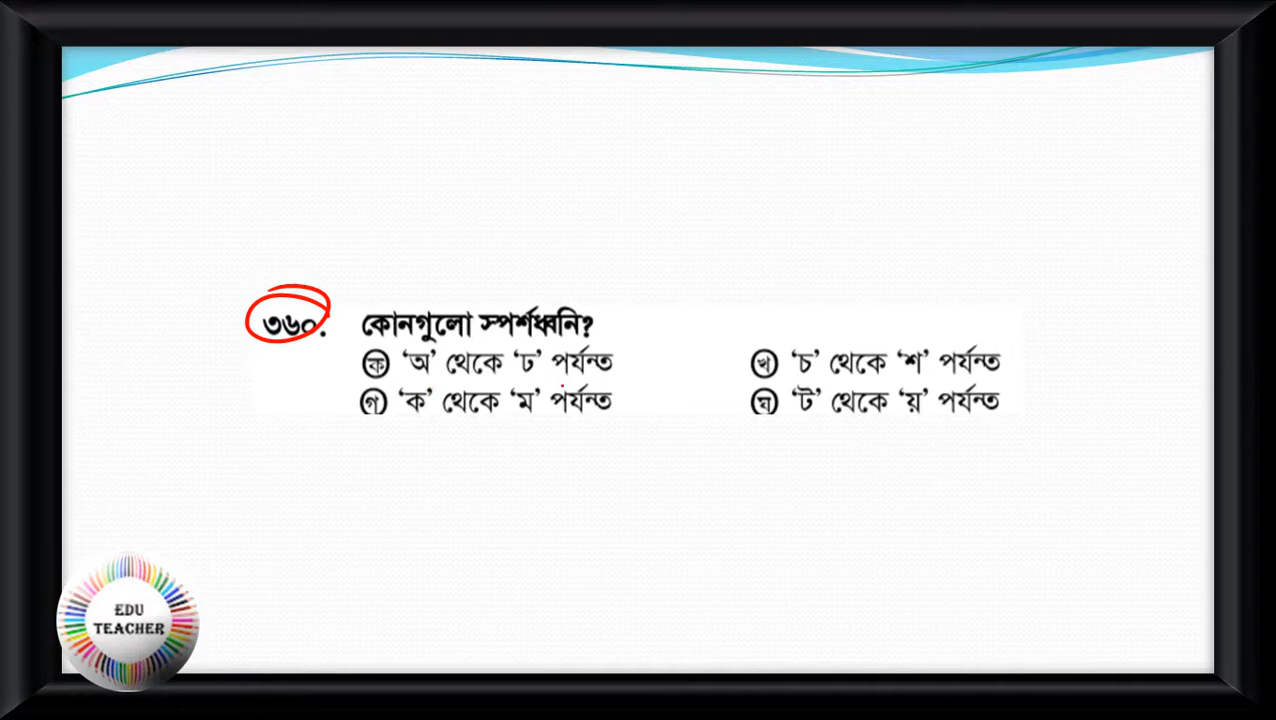 ৩৬০. কোনগুলো স্পর্শধ্বনি?
ক 'অ' থেকে 'ঢ' পর্যন্ত খ 'চ' থেকে 'শ' পর্যন্ত
গ 'ক' থেকে 'ম' পর্যন্ত ঘ 'ট' থেকে 'য়' পর্যন্ত
EDU
TEACHER